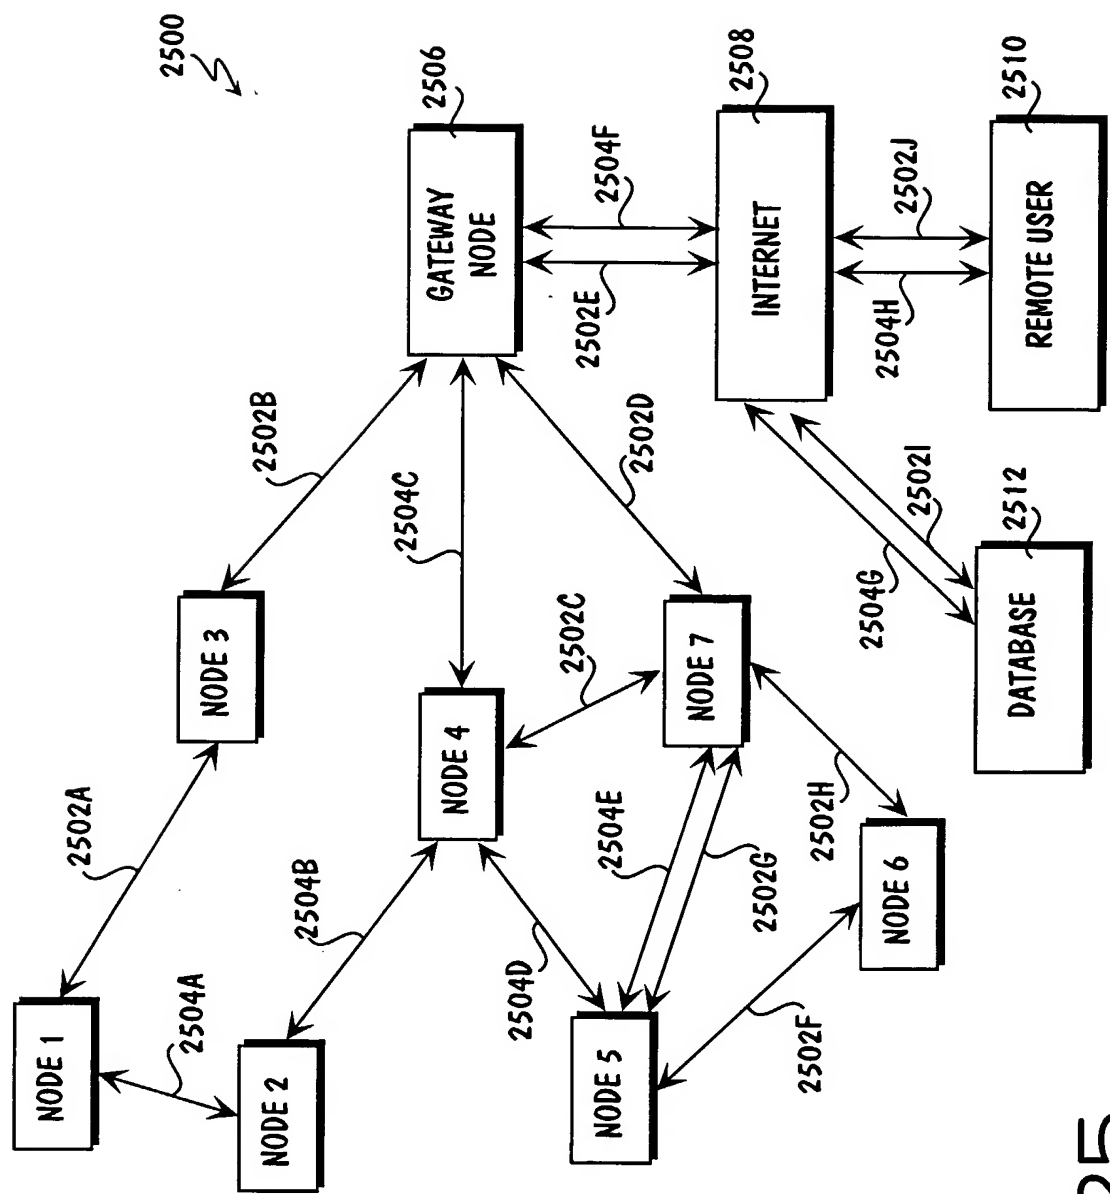 2500
NODE 1
2502A
NODE 3
2502B
GATEWAY
NODE
2506
2504A
NODE 2
2504B
NODE 4
2504C
2504D
2502C
2502D
2502E
2504F
NODE 5
2504E
2502G
NODE 7
INTERNET
2508
2502F
NODE 6
2502H
2504G
2502I
2504H
2502J
DATABASE
2512
REMOTE USER
2510
25